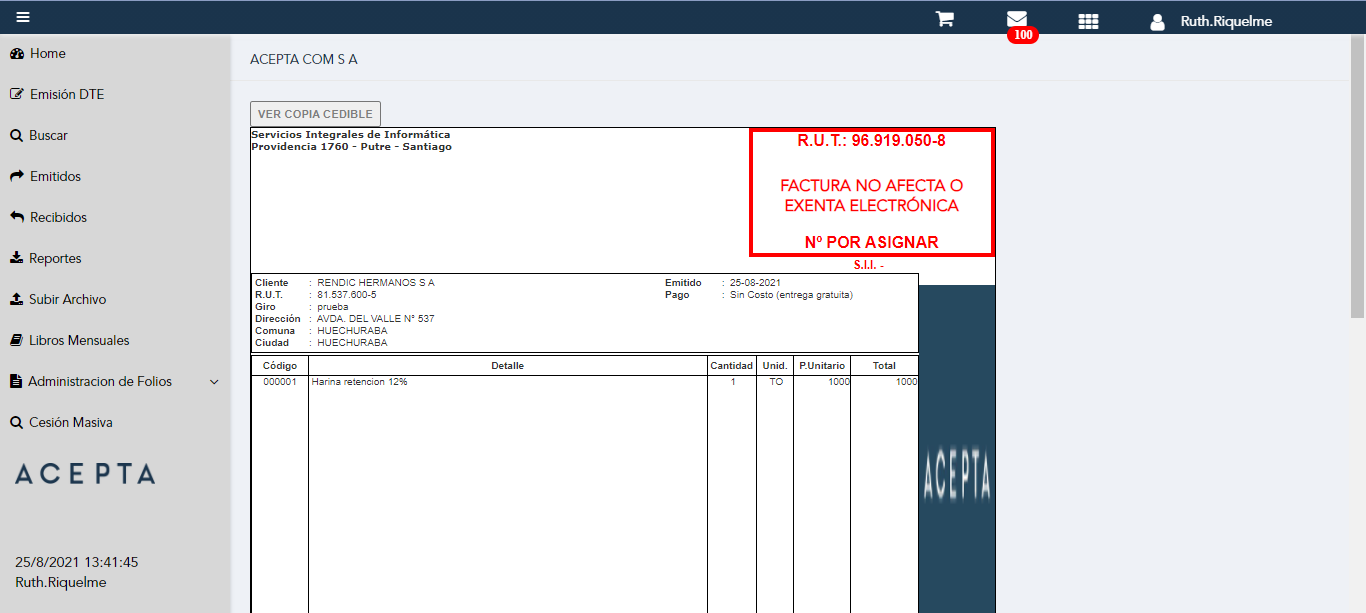 100
Ruth.Riquelme
Home
Emisión DTE
Buscar
Emitidos
Recibidos
Reportes
Subir Archivo
Libros Mensuales
Administracion de Folios
Cesión Masiva
ACEPTA
25/8/2021 13:41:45
Ruth.Riquelme
ACEPTA COM S A
VER COPIA CEDIBLE
Servicios Integrales de Informática
Providencia 1760 - Putre - Santiago
R.U.T.: 96.919.050-8
FACTURA NO AFECTA O
EXENTA ELECTRÓNICA
Nº POR ASIGNAR
S.I.I. -
Cliente : RENDIC HERMANOS S A Emitido : 25-08-2021
R.U.T. : 81.537.600-5 Pago : Sin Costo (entrega gratuita)
Giro : prueba
Dirección : AVDA. DEL VALLE N° 537
Comuna : HUECHURABA
Ciudad : HUECHURABA
Código Detalle Cantidad Unid. P.Unitario Total
000001 Harina retencion 12% 1 TO 1000 1000
ACEPTA